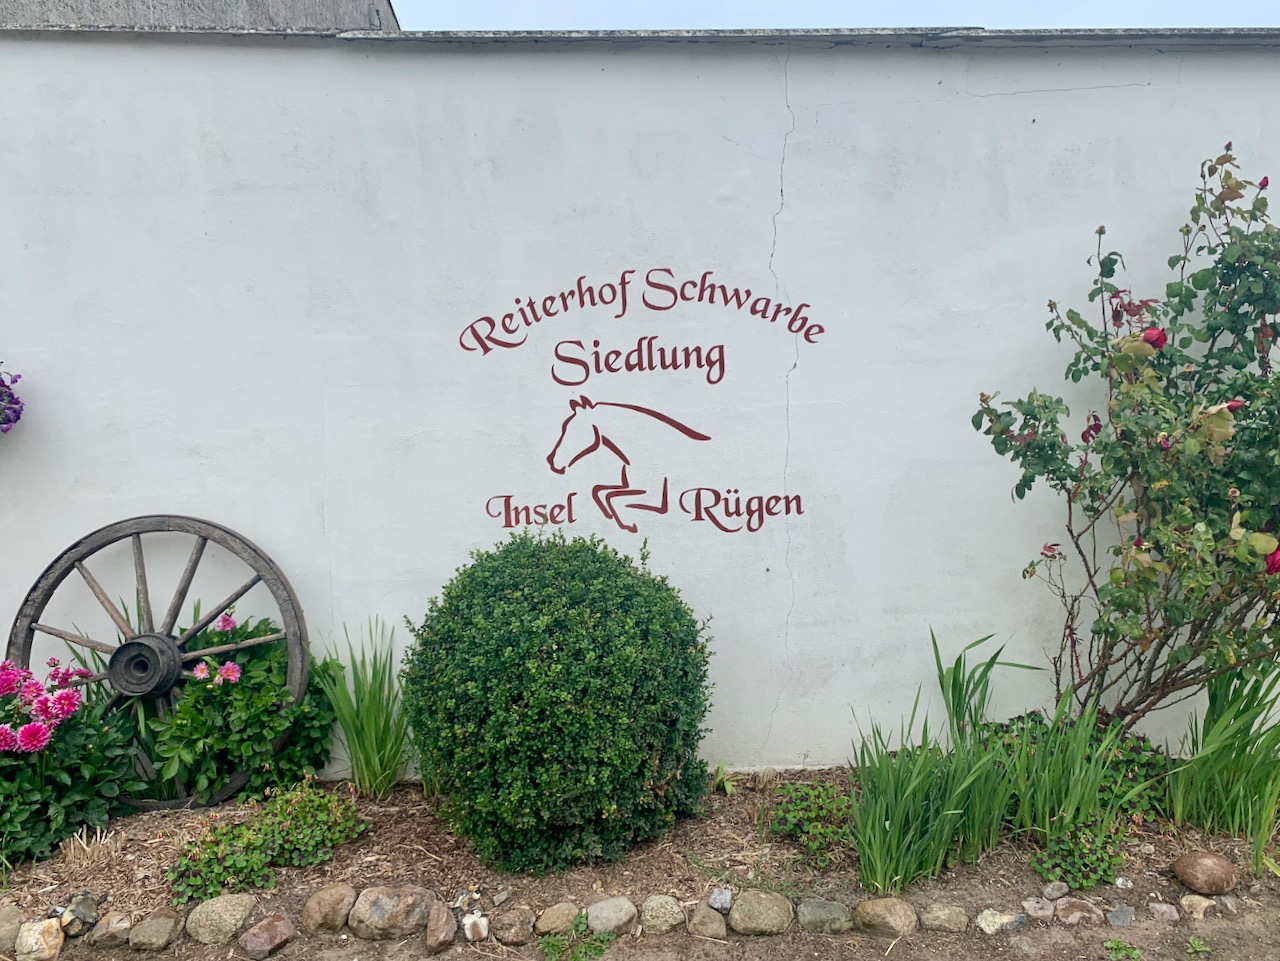 Reiterhof Schwarbe
Siedlung
Insel Rügen